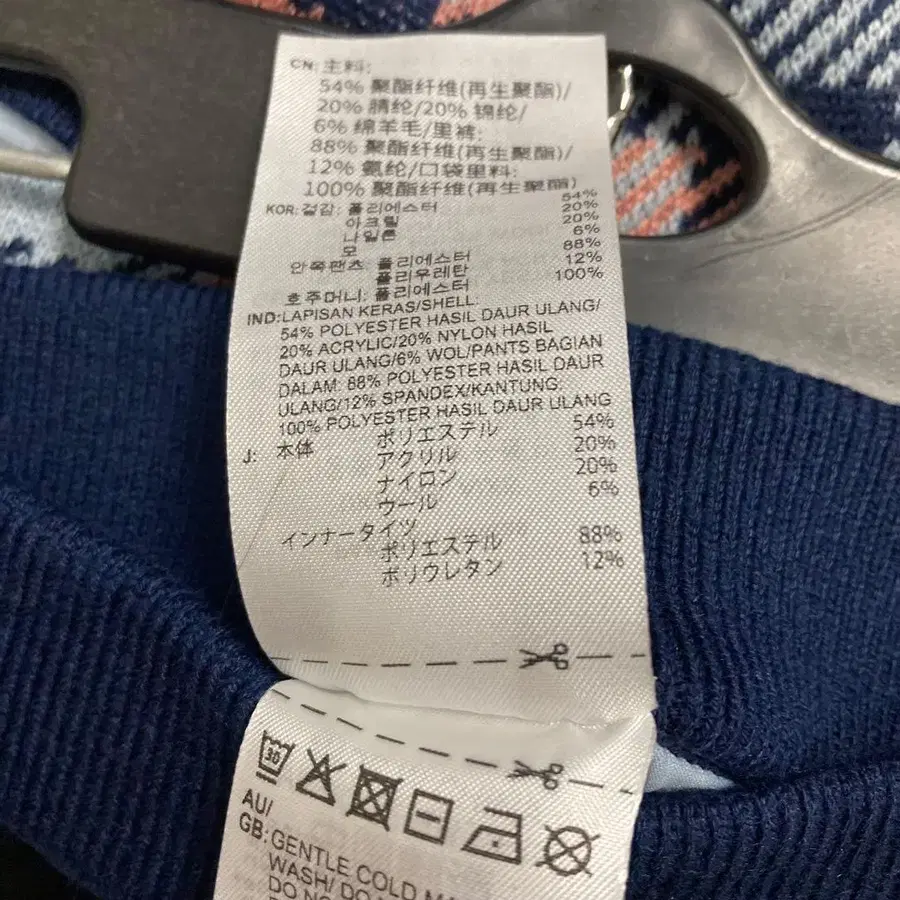 CN: 主料:
54% 聚酯纤维(再生聚酯)/
20% 腈纶/20% 锦纶/
6% 绵羊毛/里裤:
88% 聚酯纤维(再生聚酯)/
12% 氨纶/口袋里料:
100% 聚酯纤维(再生聚酯)
KOR: 겉감: 폴리에스터 54%
아크릴 20%
나일론 20%
모 6%
안쪽팬츠 폴리에스터 88%
폴리우레탄 12%
호주머니: 폴리에스터 100%
IND:LAPISAN KERAS/SHELL:
54% POLYESTER HASIL DAUR ULANG/
20% ACRYLIC/20% NYLON HASIL
DAUR ULANG/6% WOL/PANTS BAGIAN
DALAM: 88% POLYESTER HASIL DAUR
ULANG/12% SPANDEX/KANTUNG:
100% POLYESTER HASIL DAUR ULANG
J: 本体 ポリエステル 54%
アクリル 20%
ナイロン 20%
ウール 6%
インナータイツ
ポリエステル 88%
ポリウレタン 12%
30
AU/
GB: GENTLE COLD
WASH/ DO
DO